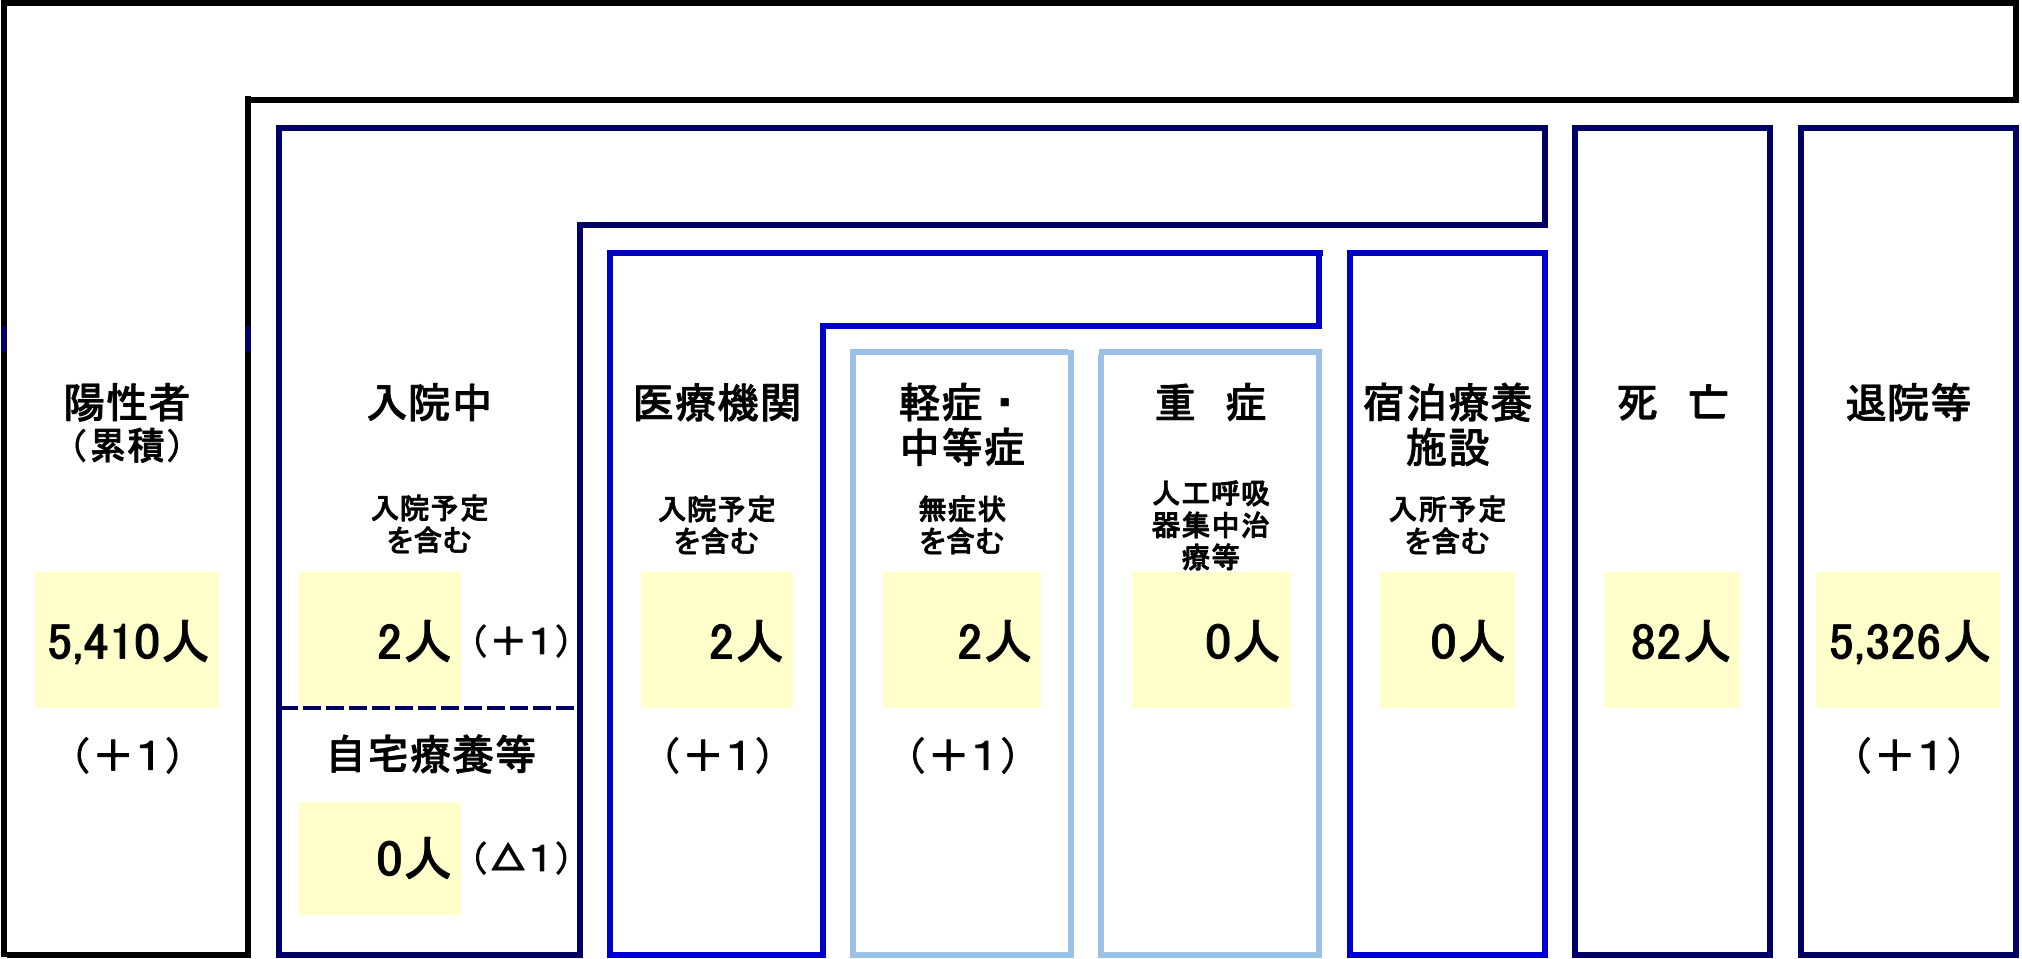 陽性者
（累積）
5,410人
（＋1）
入院中
入院予定
を含む
2人（＋1）
自宅療養等
0人（△1）
医療機関
入院予定
を含む
2人
（＋1）
軽症・
中等症
無症状
を含む
2人
（＋1）
重　症
人工呼吸
器集中治
療等
0人
宿泊療養
施設
入所予定
を含む
0人
死　亡
82人
退院等
5,326人
（＋1）